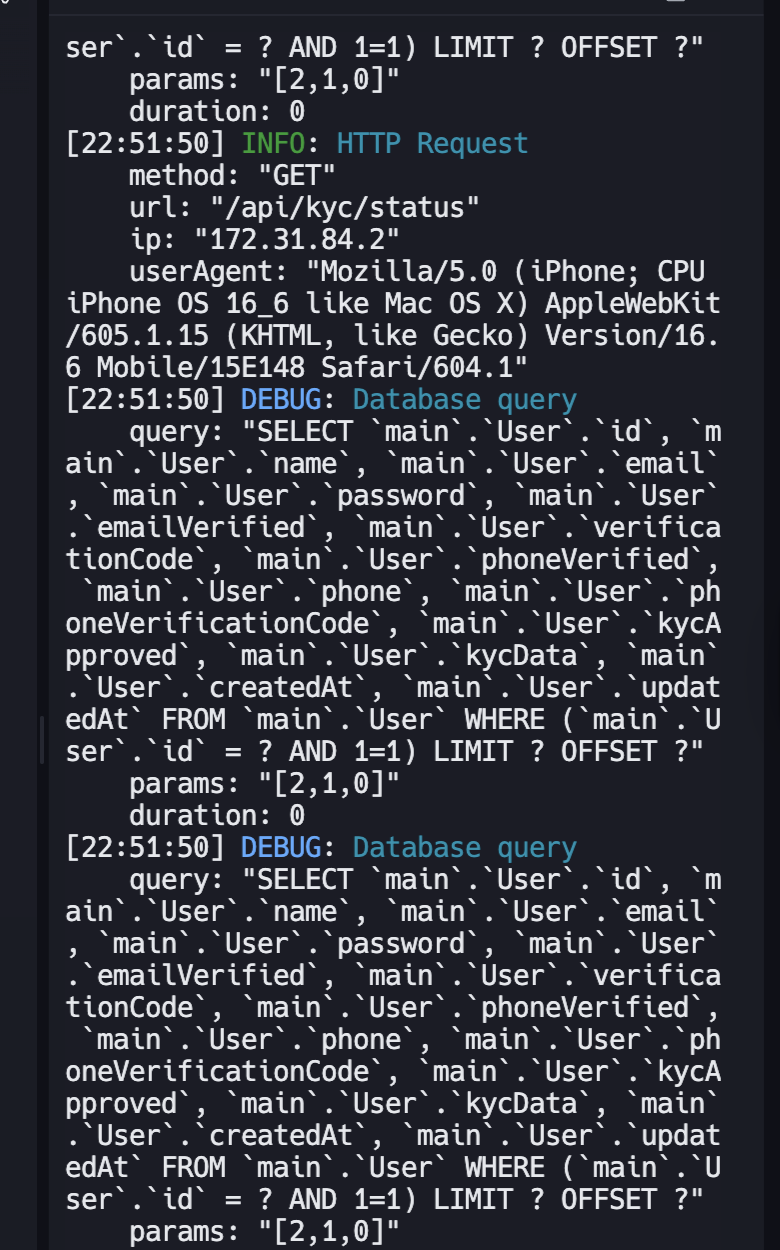 ser`.`id` = ? AND 1=1) LIMIT ? OFFSET ?"
    params: "[2,1,0]"
    duration: 0
[22:51:50] INFO: HTTP Request
    method: "GET"
    url: "/api/kyc/status"
    ip: "172.31.84.2"
    userAgent: "Mozilla/5.0 (iPhone; CPU
iPhone OS 16_6 like Mac OS X) AppleWebKit
/605.1.15 (KHTML, like Gecko) Version/16.
6 Mobile/15E148 Safari/604.1"
[22:51:50] DEBUG: Database query
    query: "SELECT `main`.`User`.`id`, `m
ain`.`User`.`name`, `main`.`User`.`email`
, `main`.`User`.`password`, `main`.`User`
.`emailVerified`, `main`.`User`.`verifica
tionCode`, `main`.`User`.`phoneVerified`,
 `main`.`User`.`phone`, `main`.`User`.`ph
oneVerificationCode`, `main`.`User`.`kycA
pproved`, `main`.`User`.`kycData`, `main`
.`User`.`createdAt`, `main`.`User`.`updat
edAt` FROM `main`.`User` WHERE (`main`.`U
ser`.`id` = ? AND 1=1) LIMIT ? OFFSET ?"
    params: "[2,1,0]"
    duration: 0
[22:51:50] DEBUG: Database query
    query: "SELECT `main`.`User`.`id`, `m
ain`.`User`.`name`, `main`.`User`.`email`
, `main`.`User`.`password`, `main`.`User`
.`emailVerified`, `main`.`User`.`verifica
tionCode`, `main`.`User`.`phoneVerified`,
 `main`.`User`.`phone`, `main`.`User`.`ph
oneVerificationCode`, `main`.`User`.`kycA
pproved`, `main`.`User`.`kycData`, `main`
.`User`.`createdAt`, `main`.`User`.`updat
edAt` FROM `main`.`User` WHERE (`main`.`U
ser`.`id` = ? AND 1=1) LIMIT ? OFFSET ?"
    params: "[2,1,0]"